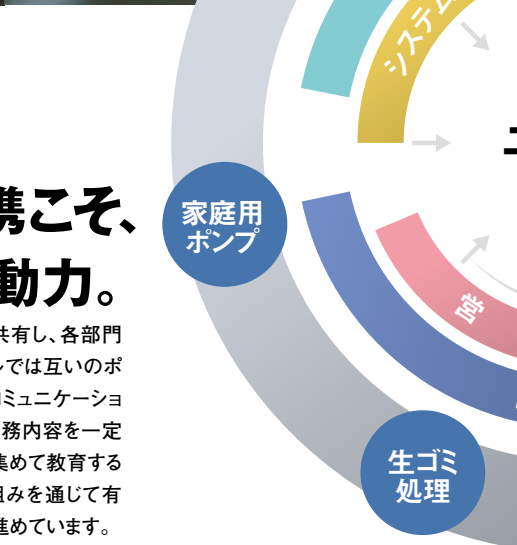 携こそ、
動力。
共有し、各部門
では互いのポ
ミュニケーショ
務内容を一定
集めて教育する
組みを通じて有
進めています。
家庭用
ポンプ
生ゴミ
処理
システム
営